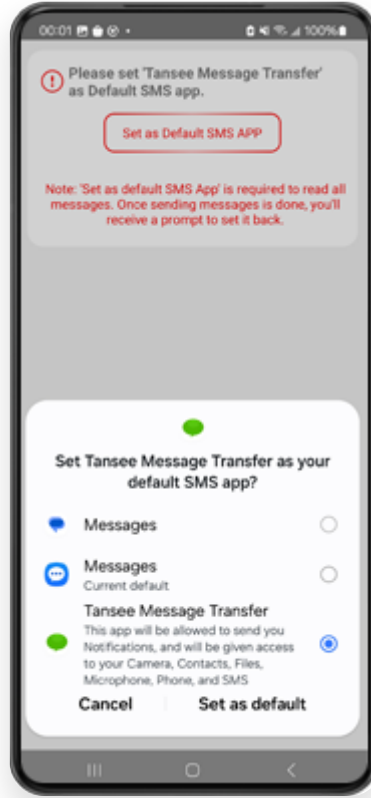 00:01
100%
Please set 'Tansee Message Transfer'
as Default SMS app.
Set as Default SMS APP
Note: 'Set as default SMS App' is required to read all
messages. Once sending messages is done, you'll
receive a prompt to set it back.
Set Tansee Message Transfer as your
default SMS app?
Messages
Messages
Current default
Tansee Message Transfer
This app will be allowed to send you
Notifications, and will be given access
to your Camera, Contacts, Files,
Microphone, Phone, and SMS
Cancel
Set as default